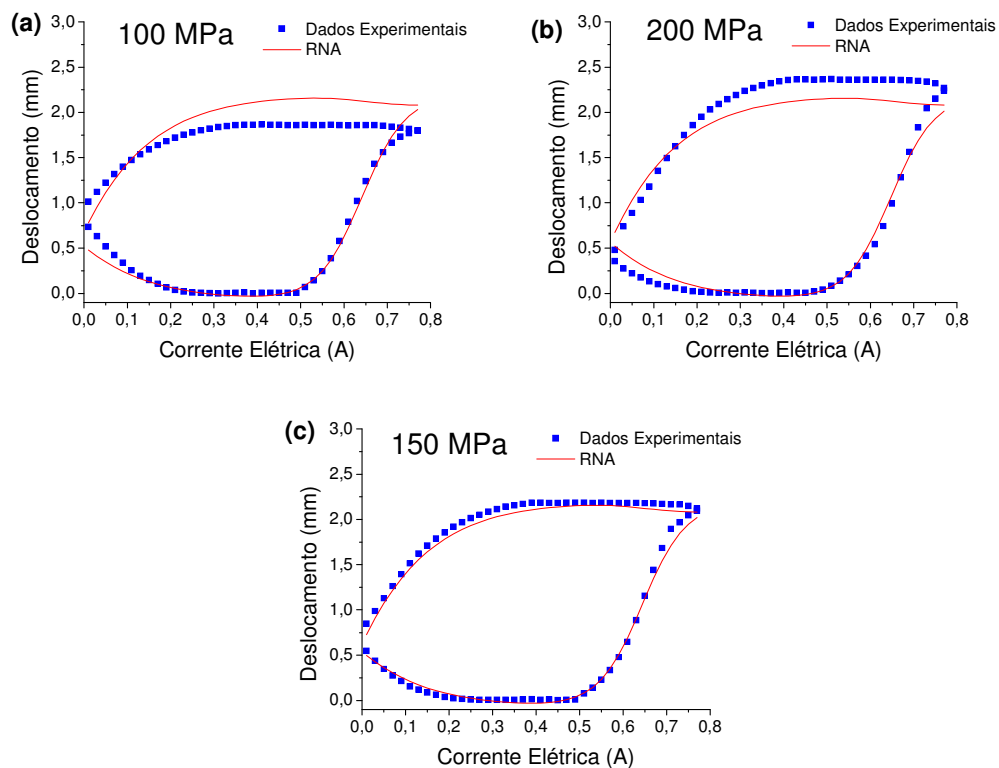 (a)
100 MPa
Dados Experimentais
RNA
Deslocamento (mm)
3,0
2,5
2,0
1,5
1,0
0,5
0,0
0,0 0,1 0,2 0,3 0,4 0,5 0,6 0,7 0,8
Corrente Elétrica (A)
(b)
200 MPa
Dados Experimentais
RNA
Deslocamento (mm)
3,0
2,5
2,0
1,5
1,0
0,5
0,0
0,0 0,1 0,2 0,3 0,4 0,5 0,6 0,7 0,8
Corrente Elétrica (A)
(c)
150 MPa
Dados Experimentais
RNA
Deslocamento (mm)
3,0
2,5
2,0
1,5
1,0
0,5
0,0
0,0 0,1 0,2 0,3 0,4 0,5 0,6 0,7 0,8
Corrente Elétrica (A)